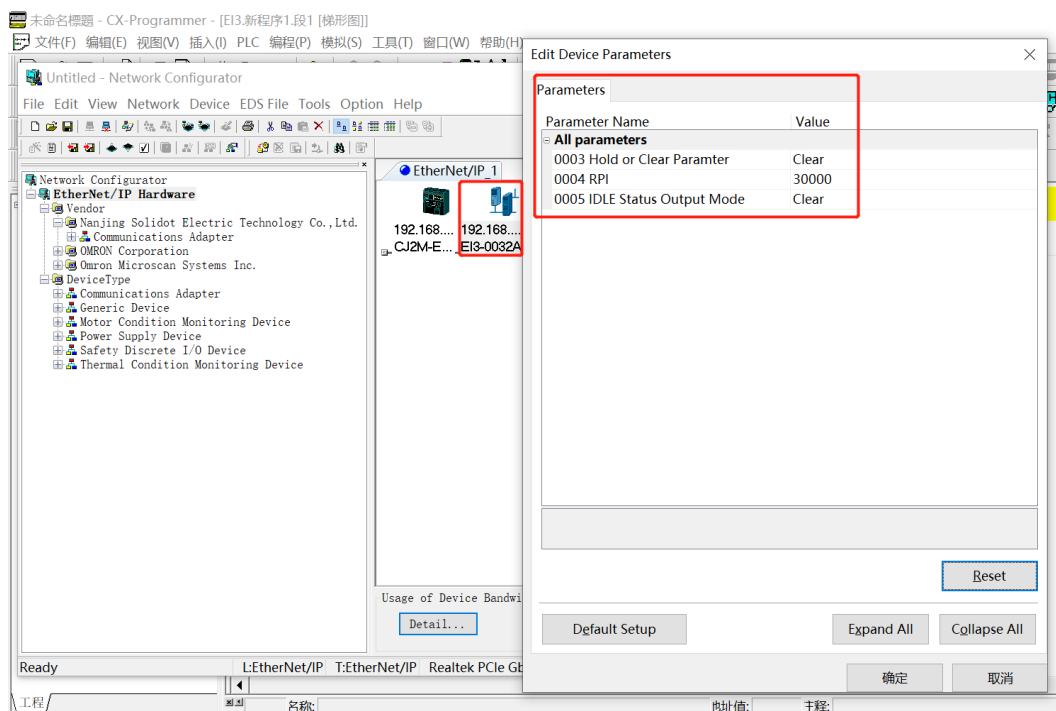 未命名標題 - CX-Programmer - [EI3.新程序1.段1 [梯形图]]
文件(F) 编辑(E) 视图(V) 插入(I) PLC 编程(P) 模拟(S) 工具(T) 窗口(W) 帮助(H)
Untitled - Network Configurator
File Edit View Network Device EDS File Tools Option Help
Network Configurator
EtherNet/IP Hardware
Vendor
Nanjing Solidot Electric Technology Co.,Ltd.
Communications Adapter
OMRON Corporation
Omron Microscan Systems Inc.
DeviceType
Communications Adapter
Generic Device
Motor Condition Monitoring Device
Power Supply Device
Safety Discrete I/O Device
Thermal Condition Monitoring Device
EtherNet/IP_1
192.168.... 192.168....
CJ2M-E... EI3-0032A
Usage of Device Bandwi
Detail...
Ready L:EtherNet/IP T:EtherNet/IP Realtek PCIe Gb
工程
名称: 地址值: 注释:
Edit Device Parameters
Parameters
Parameter Name Value
All parameters
0003 Hold or Clear Paramter Clear
0004 RPI 30000
0005 IDLE Status Output Mode Clear
Reset
Default Setup Expand All Collapse All
确定 取消